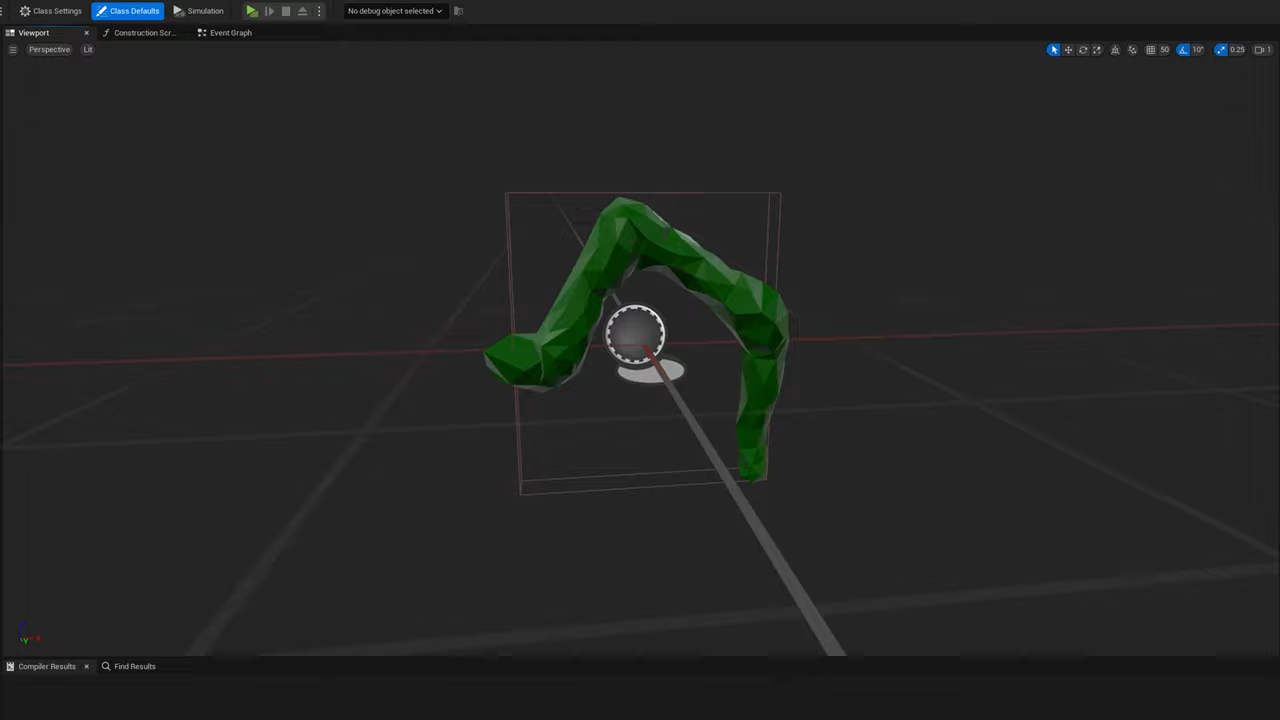 Class Settings Class Defaults Simulation No debug object selected
Viewport Construction Scr... Event Graph
Perspective Lit 50 10° 0.25 1
Compiler Results Find Results